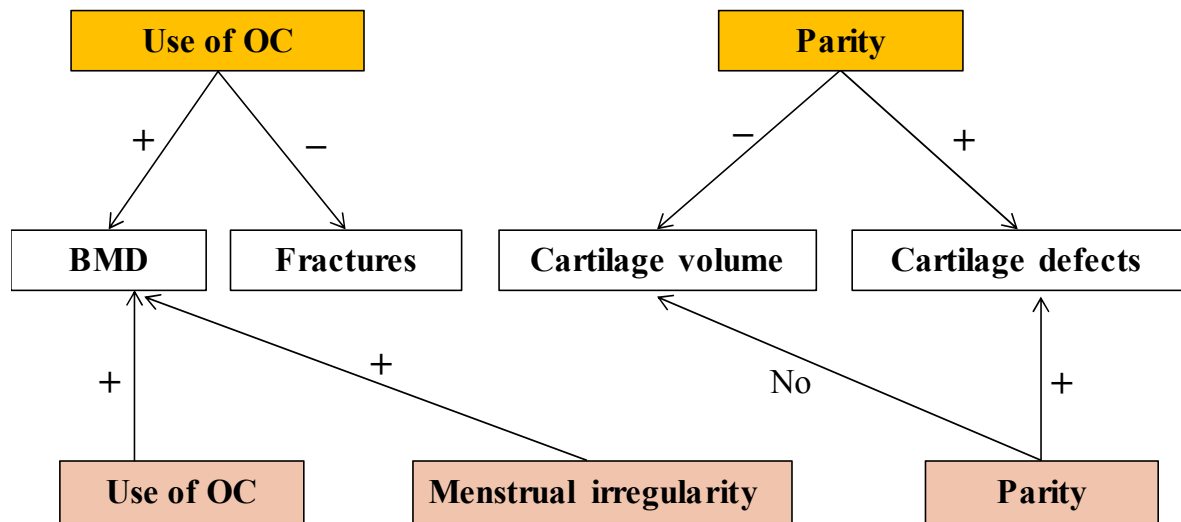 Use of OC
Parity
+
−
−
+
BMD
Fractures
Cartilage volume
Cartilage defects
+
+
No
+
Use of OC
Menstrual irregularity
Parity